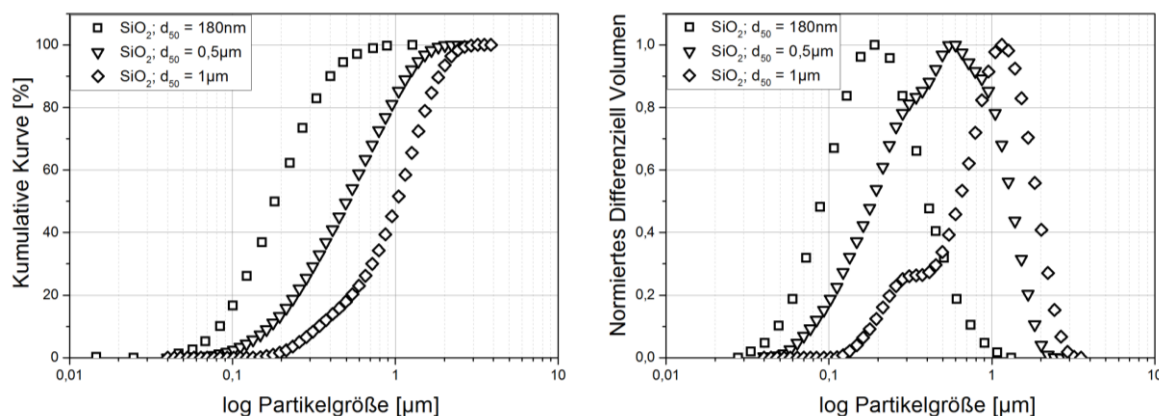 SiO₂; d₅₀ = 180nm
SiO₂; d₅₀ = 0,5µm
SiO₂; d₅₀ = 1µm
Kumulative Kurve [%]
100
80
60
40
20
0
0,01
0,1
1
10
log Partikelgröße [µm]
SiO₂; d₅₀ = 180nm
SiO₂; d₅₀ = 0,5µm
SiO₂; d₅₀ = 1µm
Normiertes Differenziell Volumen
1,0
0,8
0,6
0,4
0,2
0,0
0,01
0,1
1
10
log Partikelgröße [µm]